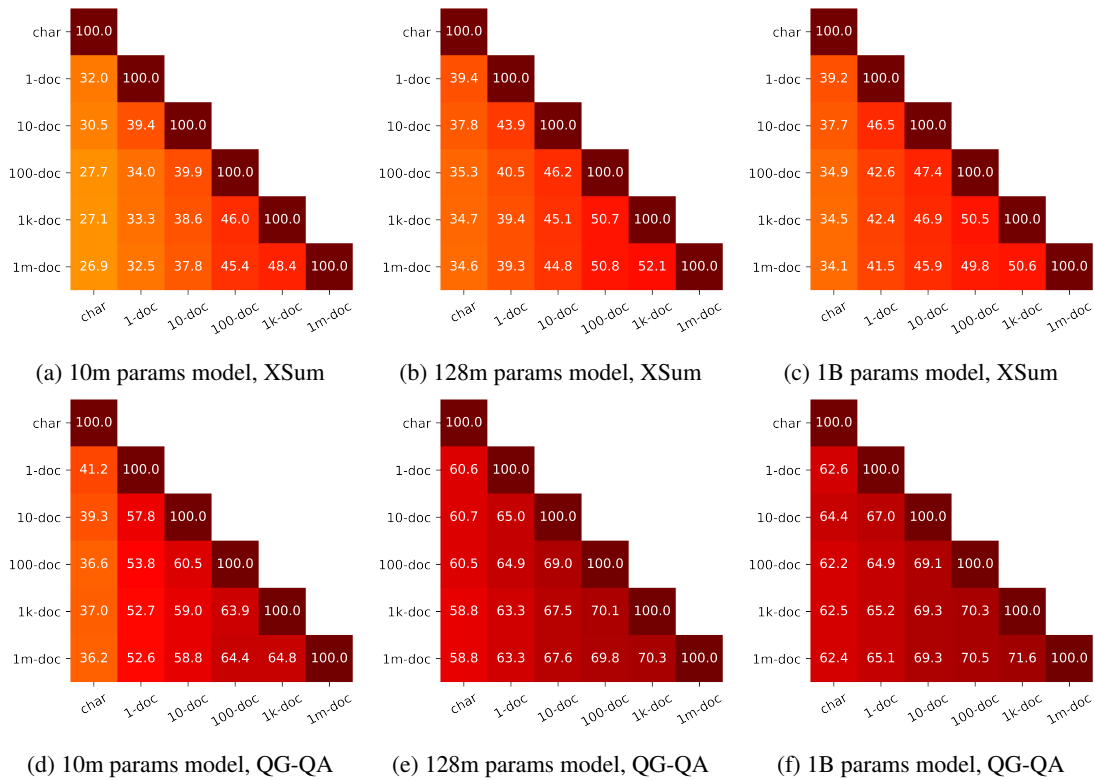 char 100.0 char 100.0 char 100.0
1-doc 32.0 100.0 1-doc 39.4 100.0 1-doc 39.2 100.0
10-doc 30.5 39.4 100.0 10-doc 37.8 43.9 100.0 10-doc 37.7 46.5 100.0
100-doc 27.7 34.0 39.9 100.0 100-doc 35.3 40.5 46.2 100.0 100-doc 34.9 42.6 47.4 100.0
1k-doc 27.1 33.3 38.6 46.0 100.0 1k-doc 34.7 39.4 45.1 50.7 100.0 1k-doc 34.5 42.4 46.9 50.5 100.0
1m-doc 26.9 32.5 37.8 45.4 48.4 100.0 1m-doc 34.6 39.3 44.8 50.8 52.1 100.0 1m-doc 34.1 41.5 45.9 49.8 50.6 100.0
char 1-doc 10-doc 100-doc 1k-doc 1m-doc char 1-doc 10-doc 100-doc 1k-doc 1m-doc char 1-doc 10-doc 100-doc 1k-doc 1m-doc
(a) 10m params model, XSum (b) 128m params model, XSum (c) 1B params model, XSum
char 100.0 char 100.0 char 100.0
1-doc 41.2 100.0 1-doc 60.6 100.0 1-doc 62.6 100.0
10-doc 39.3 57.8 100.0 10-doc 60.7 65.0 100.0 10-doc 64.4 67.0 100.0
100-doc 36.6 53.8 60.5 100.0 100-doc 60.5 64.9 69.0 100.0 100-doc 62.2 64.9 69.1 100.0
1k-doc 37.0 52.7 59.0 63.9 100.0 1k-doc 58.8 63.3 67.5 70.1 100.0 1k-doc 62.5 65.2 69.3 70.3 100.0
1m-doc 36.2 52.6 58.8 64.4 64.8 100.0 1m-doc 58.8 63.3 67.6 69.8 70.3 100.0 1m-doc 62.4 65.1 69.3 70.5 71.6 100.0
char 1-doc 10-doc 100-doc 1k-doc 1m-doc char 1-doc 10-doc 100-doc 1k-doc 1m-doc char 1-doc 10-doc 100-doc 1k-doc 1m-doc
(d) 10m params model, QG-QA (e) 128m params model, QG-QA (f) 1B params model, QG-QA